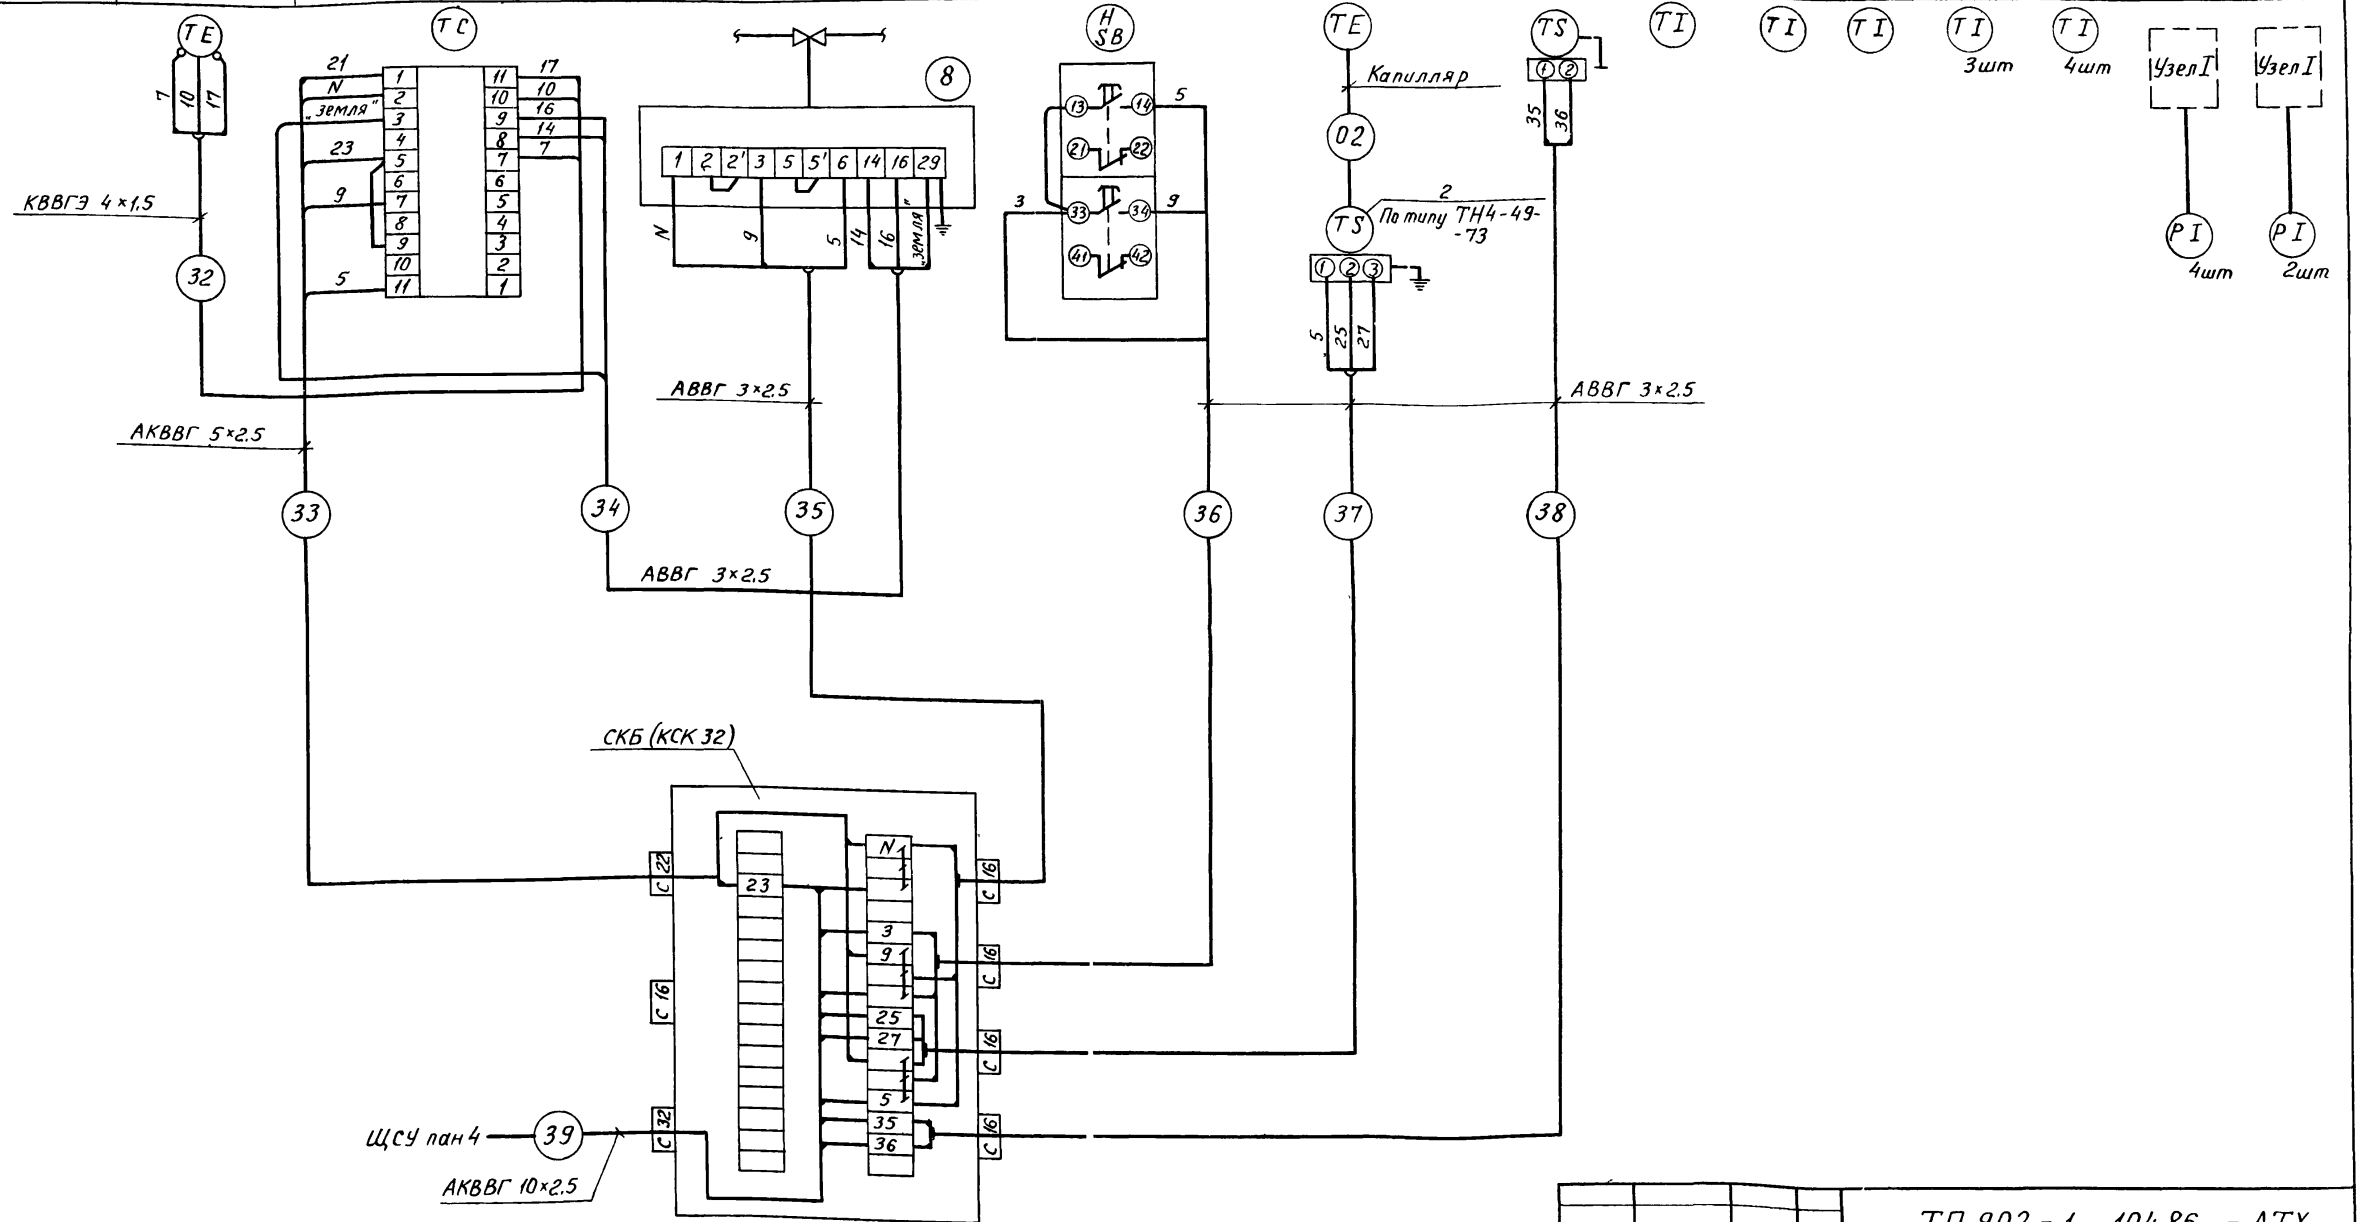 TE
TC
H
SB
TE
TS
TI
TI
TI
TI
3шт
TI
4шт
Узел I
Узел I
7
10
17
КВВГЭ 4×1.5
32
21
N
„земля"
23
9
5
1
2
3
4
5
6
7
8
9
10
11
11
10
9
8
7
6
5
4
3
2
1
17
10
16
14
7
8
1
2
2'
3
5
5'
6
14
16
29
N
9
5
14
16
„земля"
13
14
21
22
33
34
41
42
5
3
9
Капилляр
02
TS
2
По типу ТН4-49-
-73
1
2
3
5
25
27
1
2
35
36
PI
4шт
PI
2шт
АВВГ 3×2.5
АВВГ 3×2.5
АКВВГ 5×2.5
33
34
35
36
37
38
АВВГ 3×2.5
СКБ (КСК 32)
С 22
С 16
С 32
23
N
3
9
25
27
5
35
36
С 16
С 16
С 16
С 16
ЩСУ пан 4
39
АКВВГ 10×2.5
ТП 902-1-104.86 -АТХ